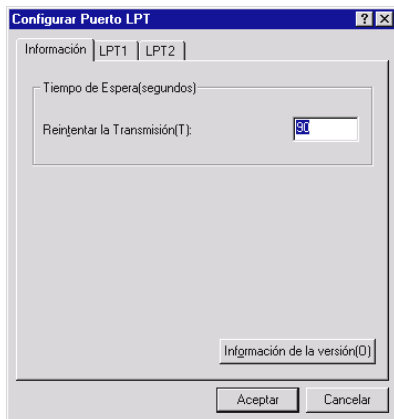 Configurar Puerto LPT
Información LPT1 LPT2
Tiempo de Espera(segundos)
Reintentar la Transmisión(T): 90
Información de la versión(O)
Aceptar Cancelar